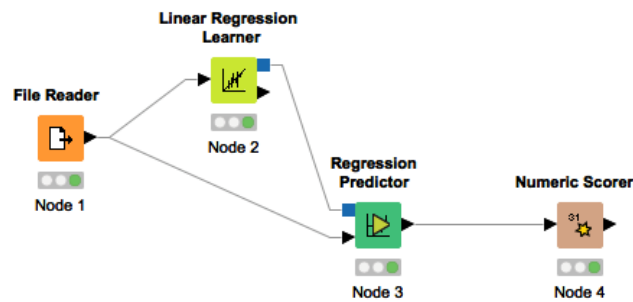 Linear Regression
Learner
File Reader
Node 2
Regression
Predictor
Numeric Scorer
Node 1
31
Node 3
Node 4